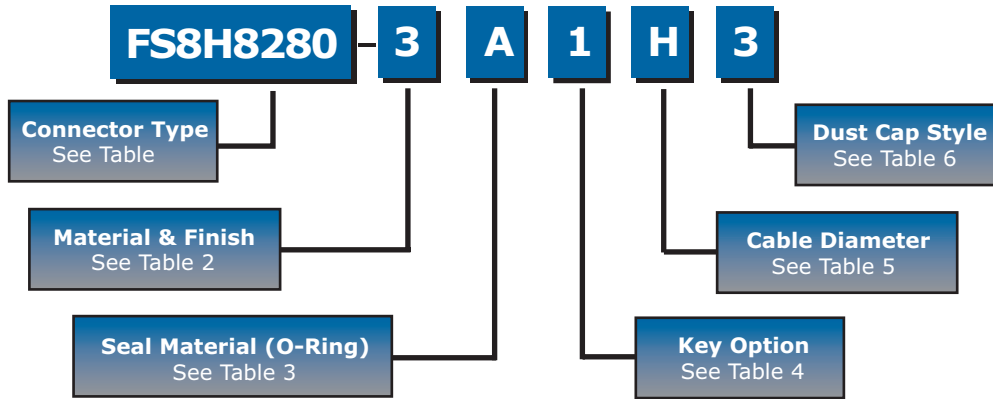 FS8H8280-3 A 1 H 3
Connector Type
See Table
Dust Cap Style
See Table 6
Material & Finish
See Table 2
Cable Diameter
See Table 5
Seal Material (O-Ring)
See Table 3
Key Option
See Table 4